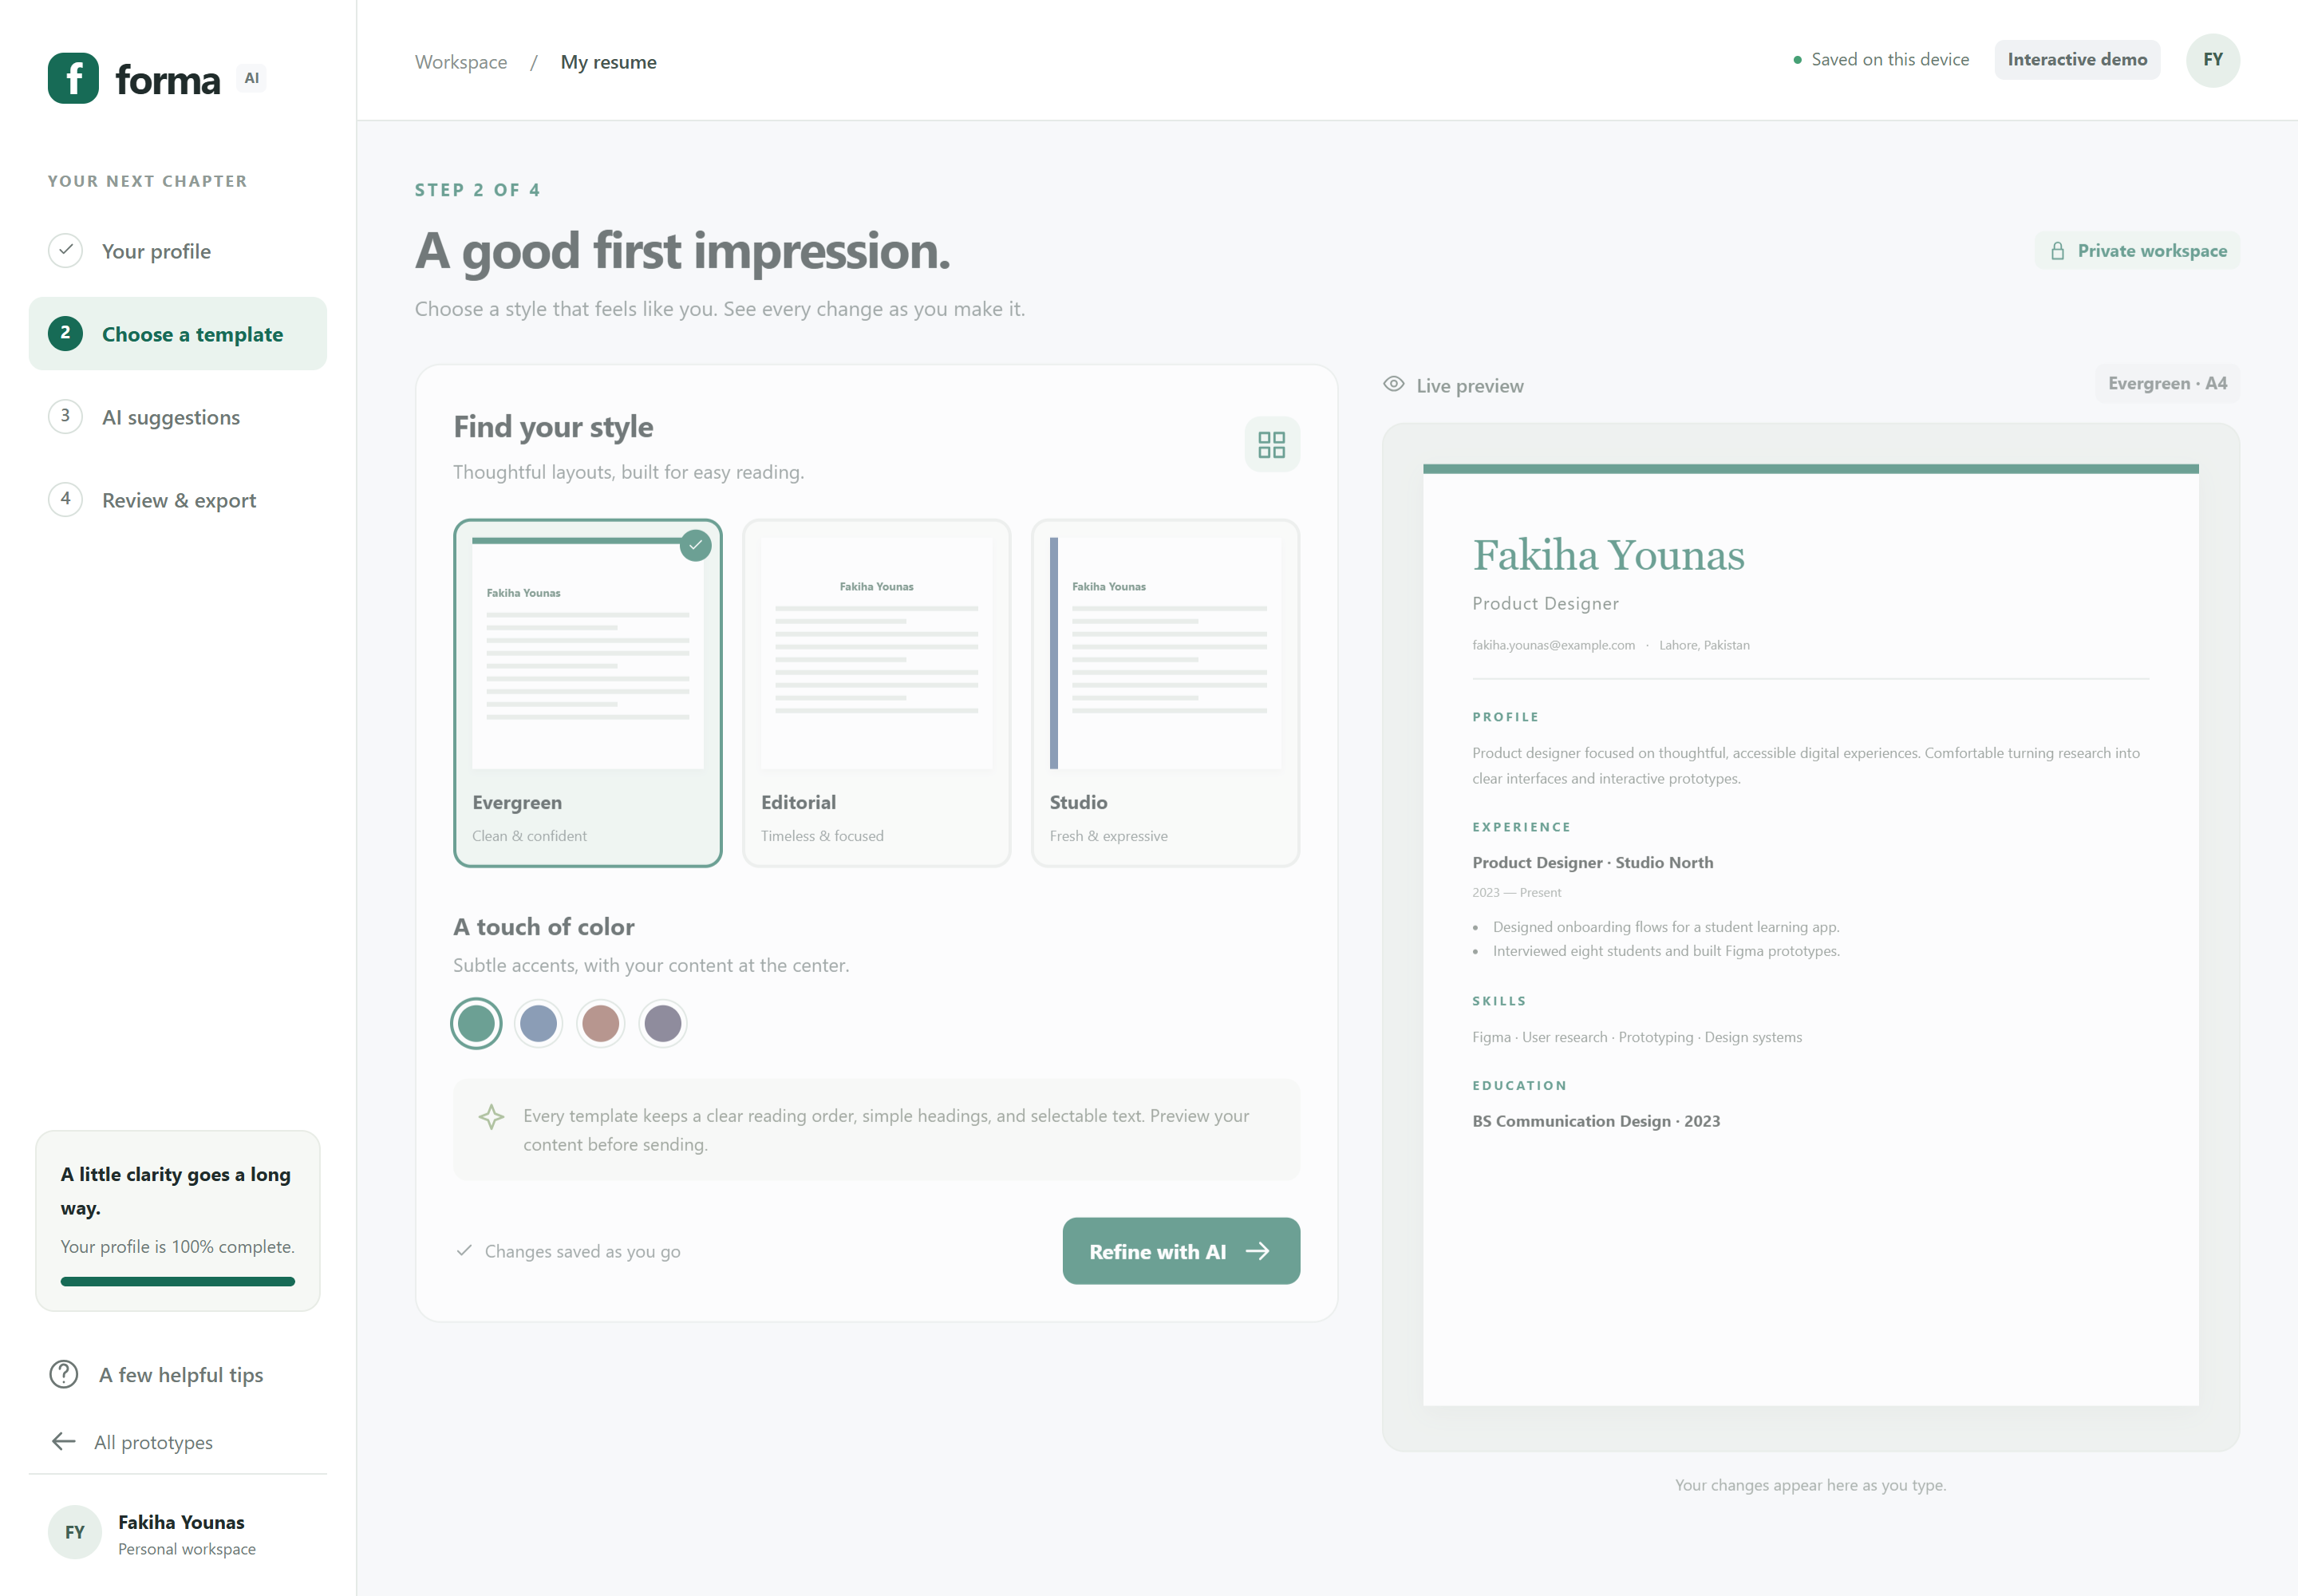 f forma AI
YOUR NEXT CHAPTER
Your profile
2 Choose a template
3 AI suggestions
4 Review & export
A little clarity goes a long
way.
Your profile is 100% complete.
A few helpful tips
All prototypes
FY
Fakiha Younas
Personal workspace
Workspace / My resume
Saved on this device
Interactive demo
FY
STEP 2 OF 4
A good first impression.
Choose a style that feels like you. See every change as you make it.
Private workspace
Find your style
Thoughtful layouts, built for easy reading.
Fakiha Younas
Evergreen
Clean & confident
Fakiha Younas
Editorial
Timeless & focused
Fakiha Younas
Studio
Fresh & expressive
A touch of color
Subtle accents, with your content at the center.
Every template keeps a clear reading order, simple headings, and selectable text. Preview your
content before sending.
Changes saved as you go
Refine with AI
Live preview
Evergreen · A4
Fakiha Younas
Product Designer
fakiha.younas@example.com · Lahore, Pakistan
PROFILE
Product designer focused on thoughtful, accessible digital experiences. Comfortable turning research into
clear interfaces and interactive prototypes.
EXPERIENCE
Product Designer · Studio North
2023 — Present
• Designed onboarding flows for a student learning app.
• Interviewed eight students and built Figma prototypes.
SKILLS
Figma · User research · Prototyping · Design systems
EDUCATION
BS Communication Design · 2023
Your changes appear here as you type.